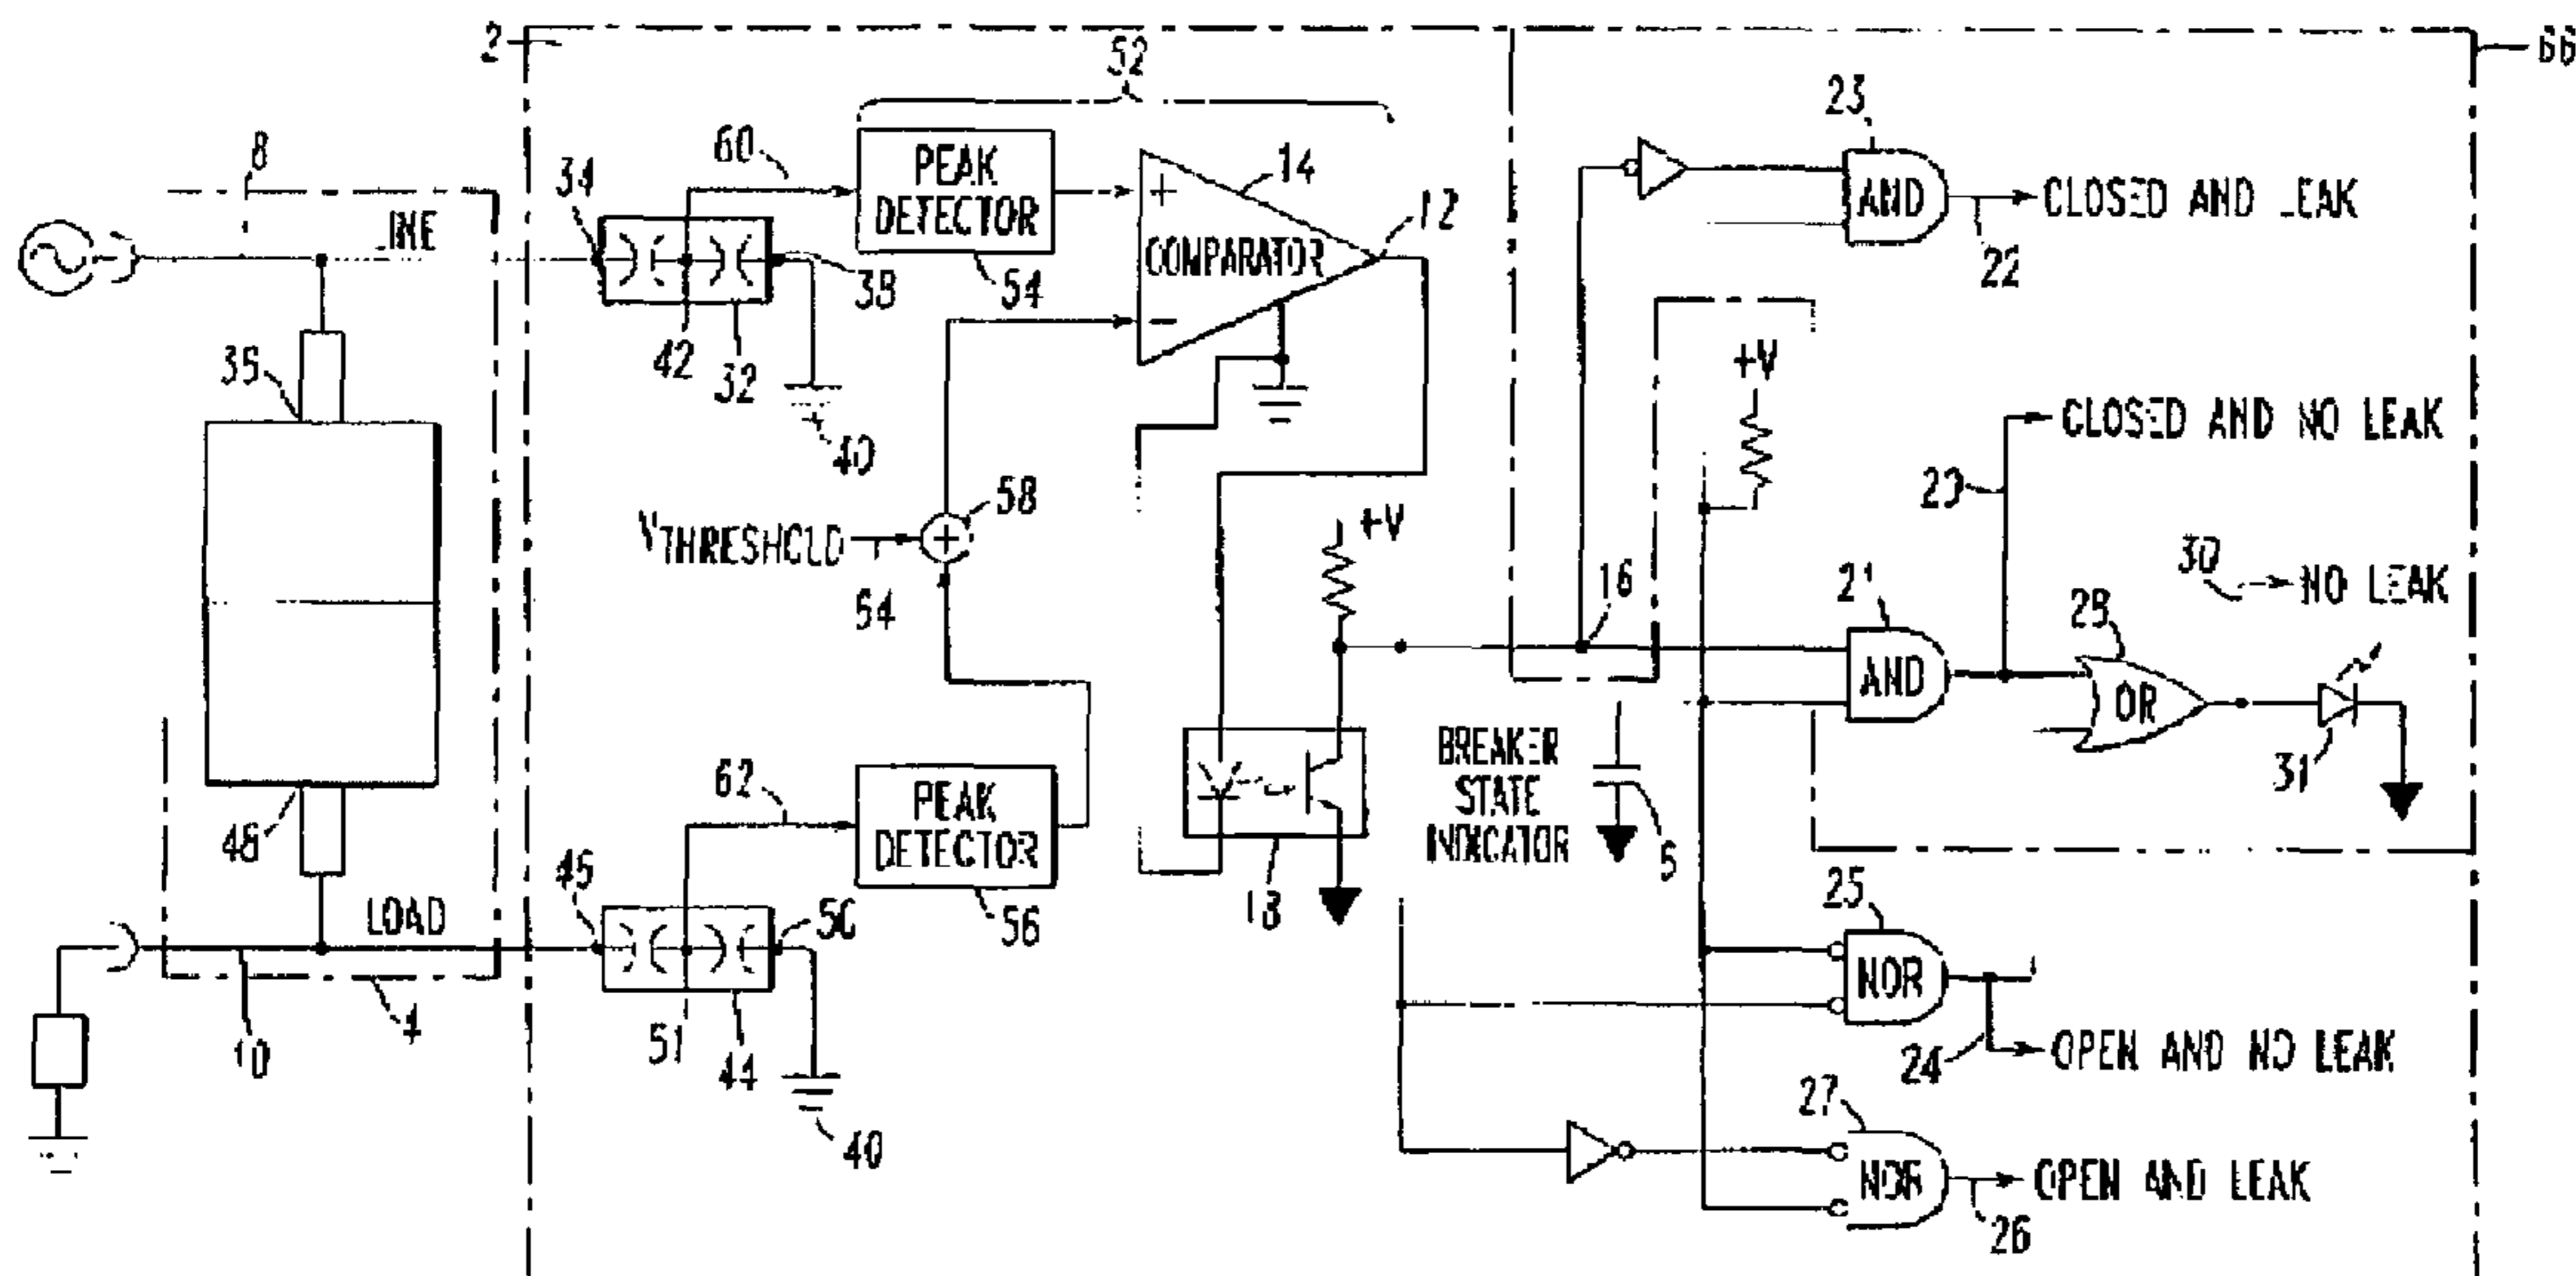 2
52
66
8
60
PEAK
DETECTOR
14
23
34
LINE
+
12
AND
CLOSED AND LEAK
COMPARATOR
38
54
22
42
32
35
+V
40
CLOSED AND NO LEAK
58
20
VTHRESHOLD
+
+V
64
16
21
30
NO LEAK
28
AND
OR
BREAKER
STATE
INDICATOR
62
PEAK
DETECTOR
31
48
6
46
50
56
18
25
LOAD
NOR
51
44
4
10
24
OPEN AND NO LEAK
40
27
NOR
OPEN AND LEAK
26